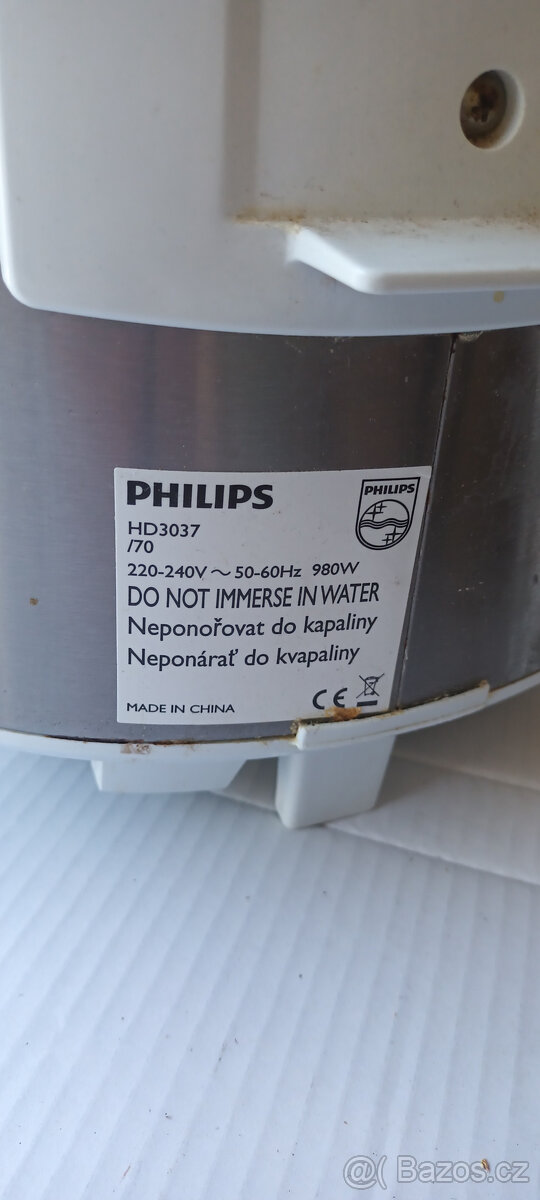 PHILIPS
PHILIPS
HD3037
/70
220-240V ~ 50-60Hz 980W
DO NOT IMMERSE IN WATER
Neponořovat do kapaliny
Neponárať do kvapaliny
MADE IN CHINA
CE
@( Bazos.cz